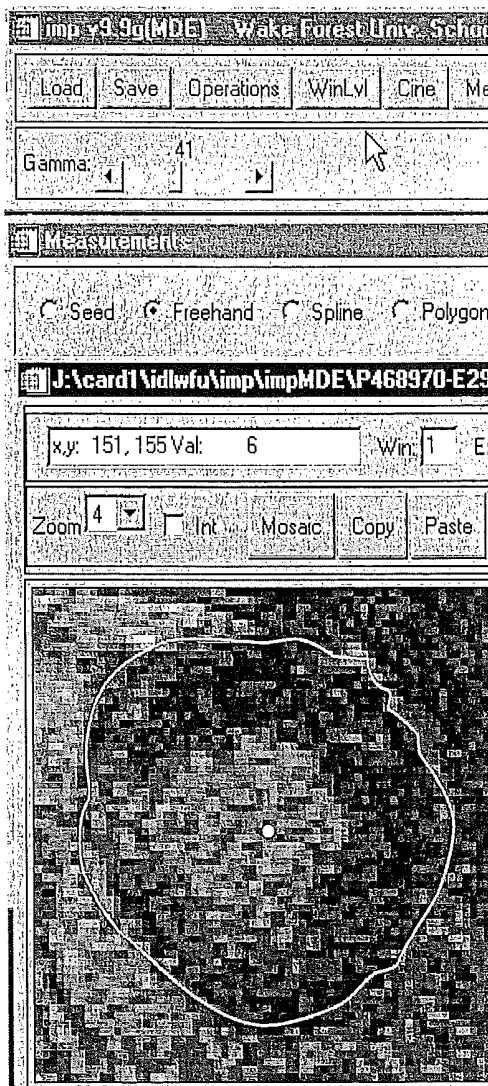 imp v9.9g(MDE) Wake Forest Univ. Schoo
Load Save Operations WinLvl Cine Me
41
Gamma:
Measurements
Seed Freehand Spline Polygon
J:\card1\idlwfu\imp\impMDE\P468970-E29
x,y: 151, 155 Val: 6 Win: 1 E
Zoom 4 Int Mosaic Copy Paste